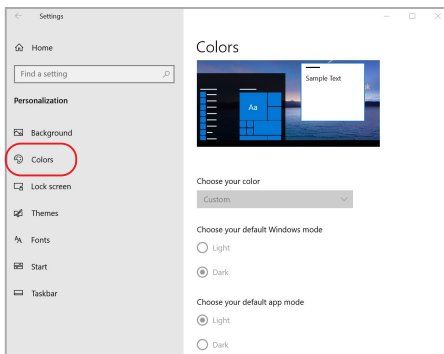 Settings
Home
Find a setting
Personalization
Background
Colors
Lock screen
Themes
Fonts
Start
Taskbar
Colors
Sample Text
Aa
Choose your color
Custom
Choose your default Windows mode
Light
Dark
Choose your default app mode
Light
Dark